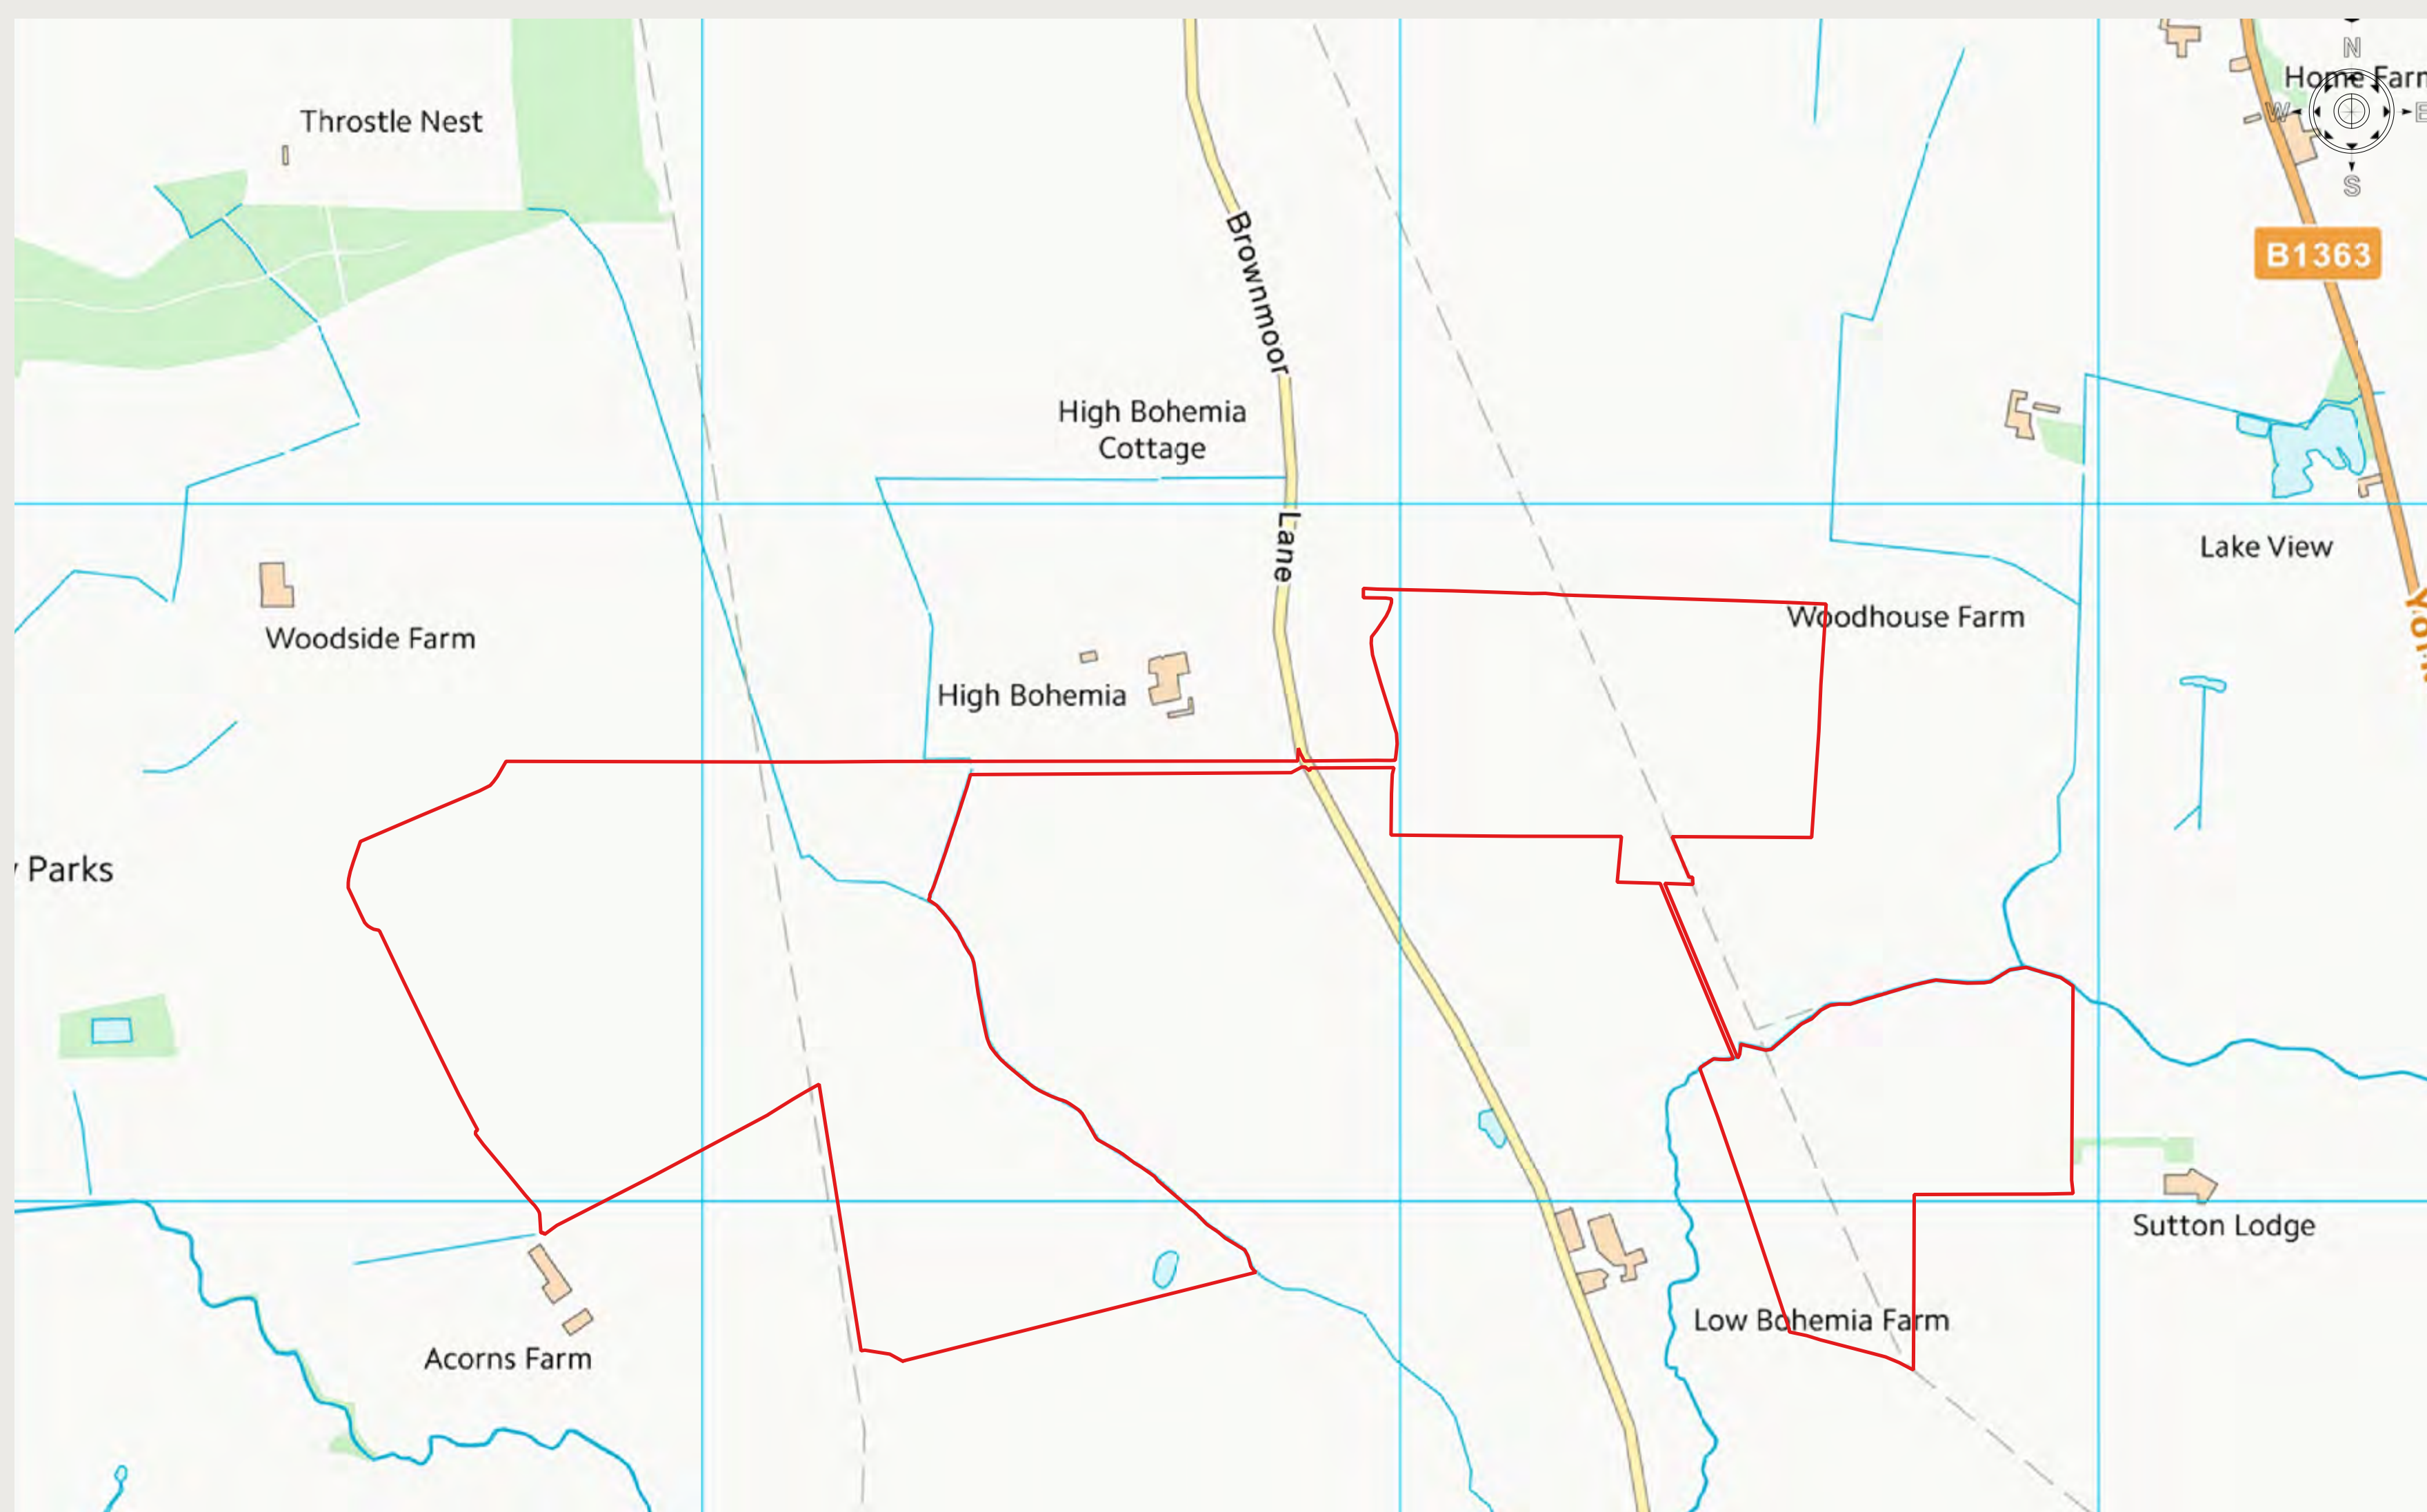 N
Home Farm
W
E
S
Throstle Nest
B1363
Brownmoor
Lane
High Bohemia
Cottage
Lake View
Woodhouse Farm
Woodside Farm
High Bohemia
Parks
Sutton Lodge
Low Bohemia Farm
Acorns Farm